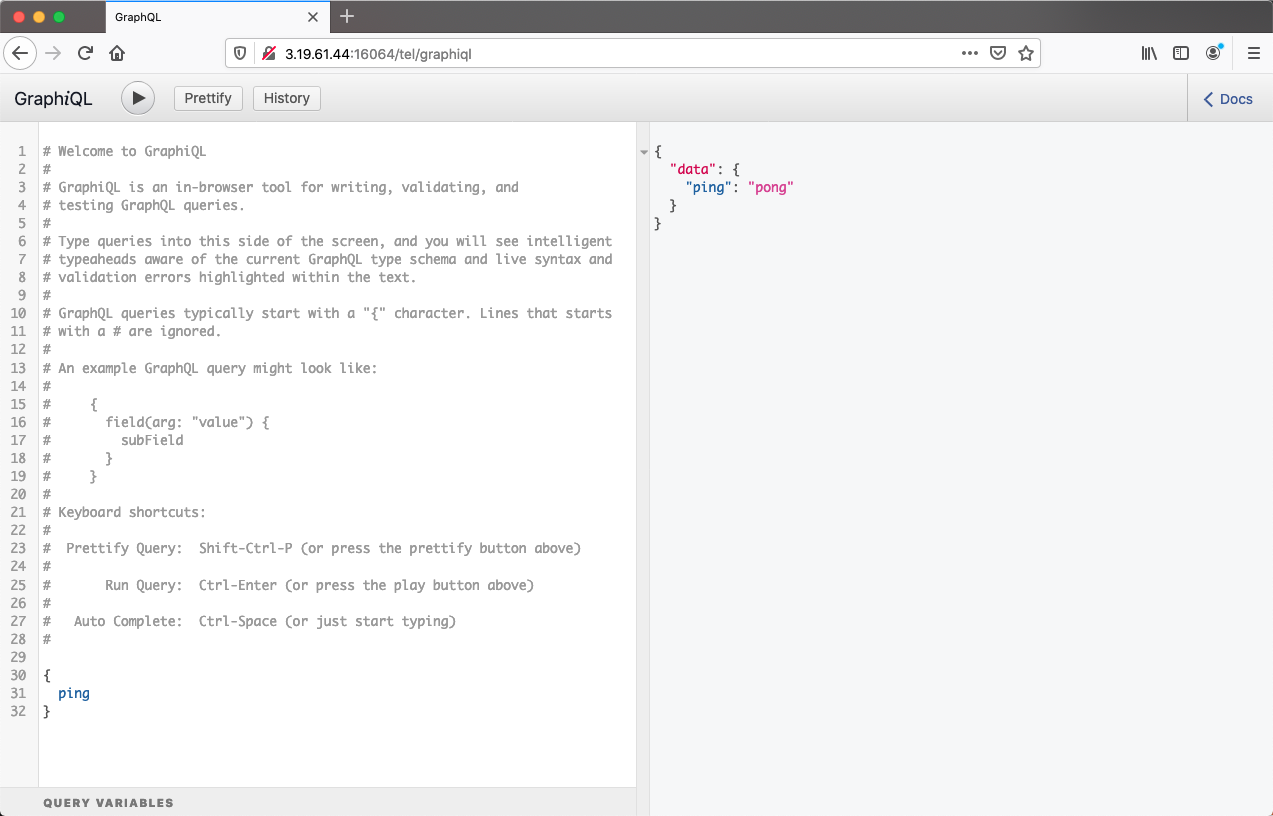 GraphQL
3.19.61.44:16064/tel/graphiql
GraphiQL
Prettify
History
Docs
1 # Welcome to GraphiQL
2 #
3 # GraphiQL is an in-browser tool for writing, validating, and
4 # testing GraphQL queries.
5 #
6 # Type queries into this side of the screen, and you will see intelligent
7 # typeaheads aware of the current GraphQL type schema and live syntax and
8 # validation errors highlighted within the text.
9 #
10 # GraphQL queries typically start with a "{" character. Lines that starts
11 # with a # are ignored.
12 #
13 # An example GraphQL query might look like:
14 #
15 #     {
16 #       field(arg: "value") {
17 #         subField
18 #       }
19 #     }
20 #
21 # Keyboard shortcuts:
22 #
23 #  Prettify Query:  Shift-Ctrl-P (or press the prettify button above)
24 #
25 #       Run Query:  Ctrl-Enter (or press the play button above)
26 #
27 #   Auto Complete:  Ctrl-Space (or just start typing)
28 #
29
30 {
31   ping
32 }
QUERY VARIABLES
{
  "data": {
    "ping": "pong"
  }
}